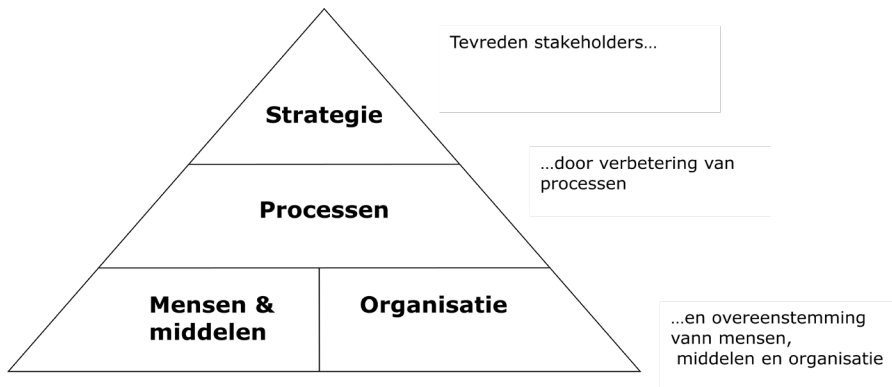 Tevreden stakeholders…
Strategie
…door verbetering van
processen
Processen
Mensen &
middelen
Organisatie
…en overeenstemming
vann mensen,
middelen en organisatie